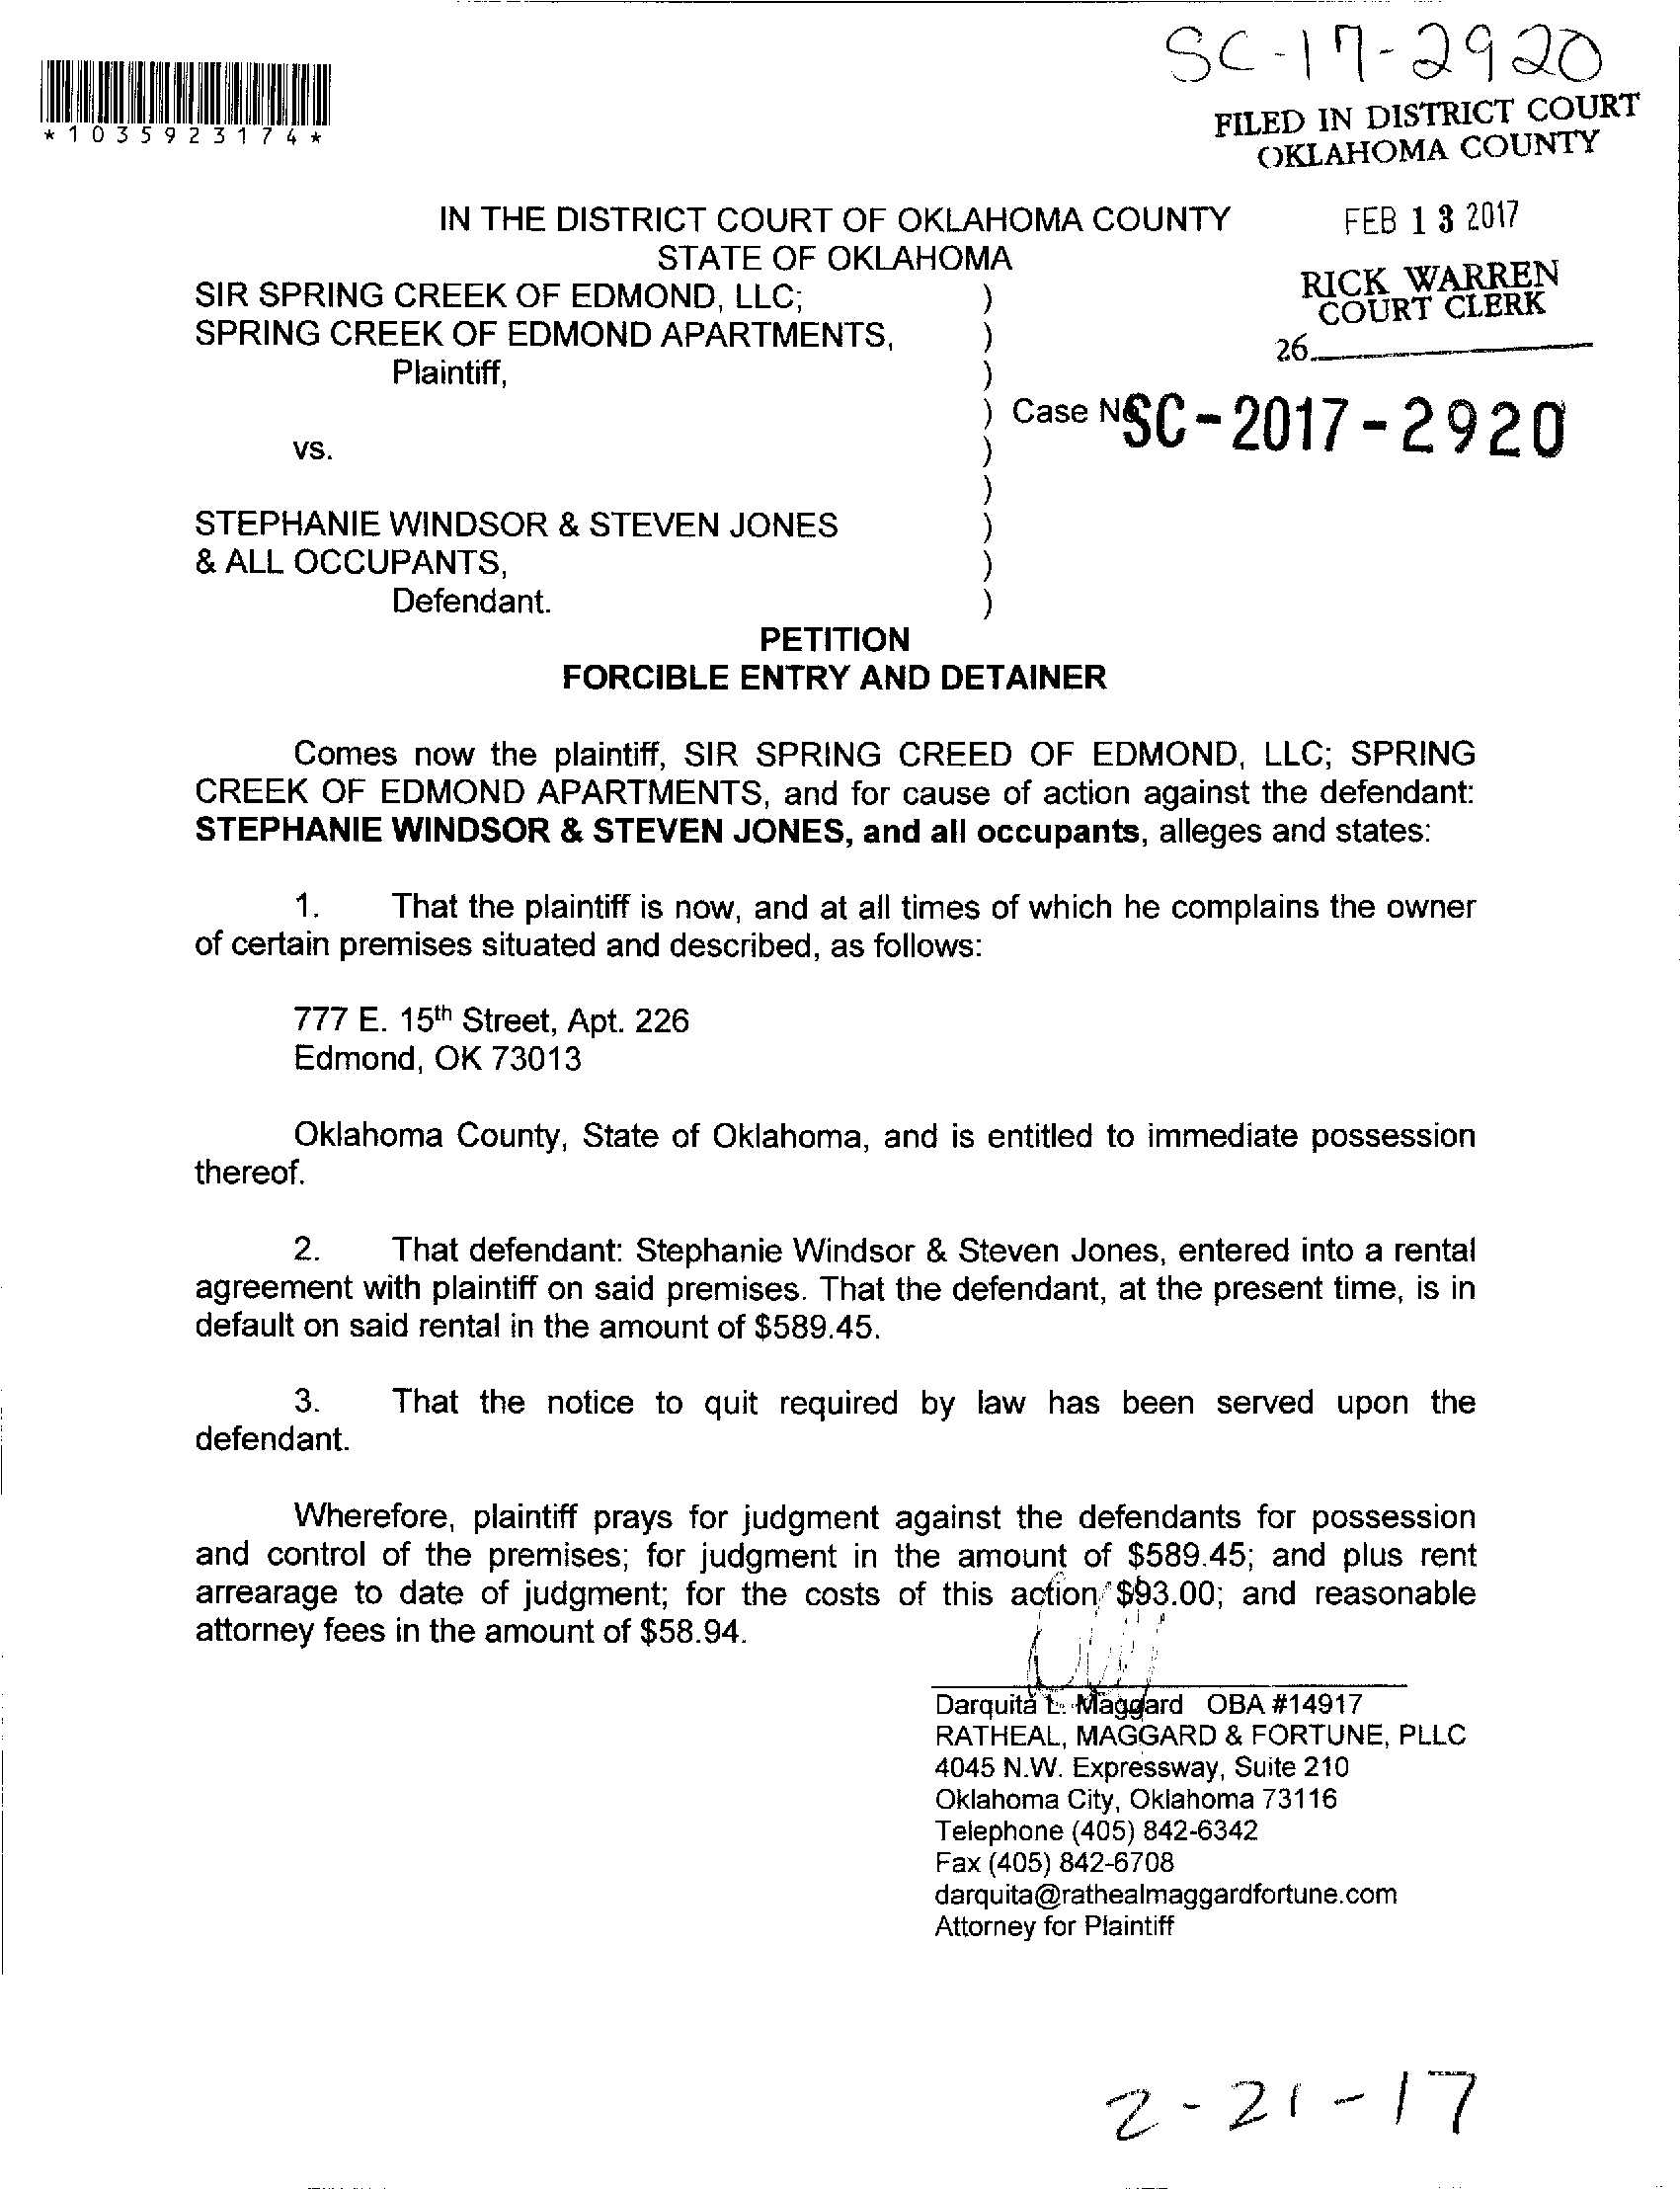 SC-17-2920
*1035923174*
FILED IN DISTRICT COURT
OKLAHOMA COUNTY
FEB 13 2017
RICK WARREN
COURT CLERK
26
IN THE DISTRICT COURT OF OKLAHOMA COUNTY
STATE OF OKLAHOMA
SIR SPRING CREEK OF EDMOND, LLC; )
SPRING CREEK OF EDMOND APARTMENTS, )
Plaintiff, )
) Case No SC-2017-2920
vs. )
)
STEPHANIE WINDSOR & STEVEN JONES )
& ALL OCCUPANTS, )
Defendant. )
PETITION
FORCIBLE ENTRY AND DETAINER
Comes now the plaintiff, SIR SPRING CREED OF EDMOND, LLC; SPRING
CREEK OF EDMOND APARTMENTS, and for cause of action against the defendant:
STEPHANIE WINDSOR & STEVEN JONES, and all occupants, alleges and states:
1. That the plaintiff is now, and at all times of which he complains the owner
of certain premises situated and described, as follows:
777 E. 15th Street, Apt. 226
Edmond, OK 73013
Oklahoma County, State of Oklahoma, and is entitled to immediate possession
thereof.
2. That defendant: Stephanie Windsor & Steven Jones, entered into a rental
agreement with plaintiff on said premises. That the defendant, at the present time, is in
default on said rental in the amount of $589.45.
3. That the notice to quit required by law has been served upon the
defendant.
Wherefore, plaintiff prays for judgment against the defendants for possession
and control of the premises; for judgment in the amount of $589.45; and plus rent
arrearage to date of judgment; for the costs of this action $93.00; and reasonable
attorney fees in the amount of $58.94.
Darquita L. Maggard OBA #14917
RATHEAL, MAGGARD & FORTUNE, PLLC
4045 N.W. Expressway, Suite 210
Oklahoma City, Oklahoma 73116
Telephone (405) 842-6342
Fax (405) 842-6708
darquita@rathealmaggardfortune.com
Attorney for Plaintiff
2-21-17